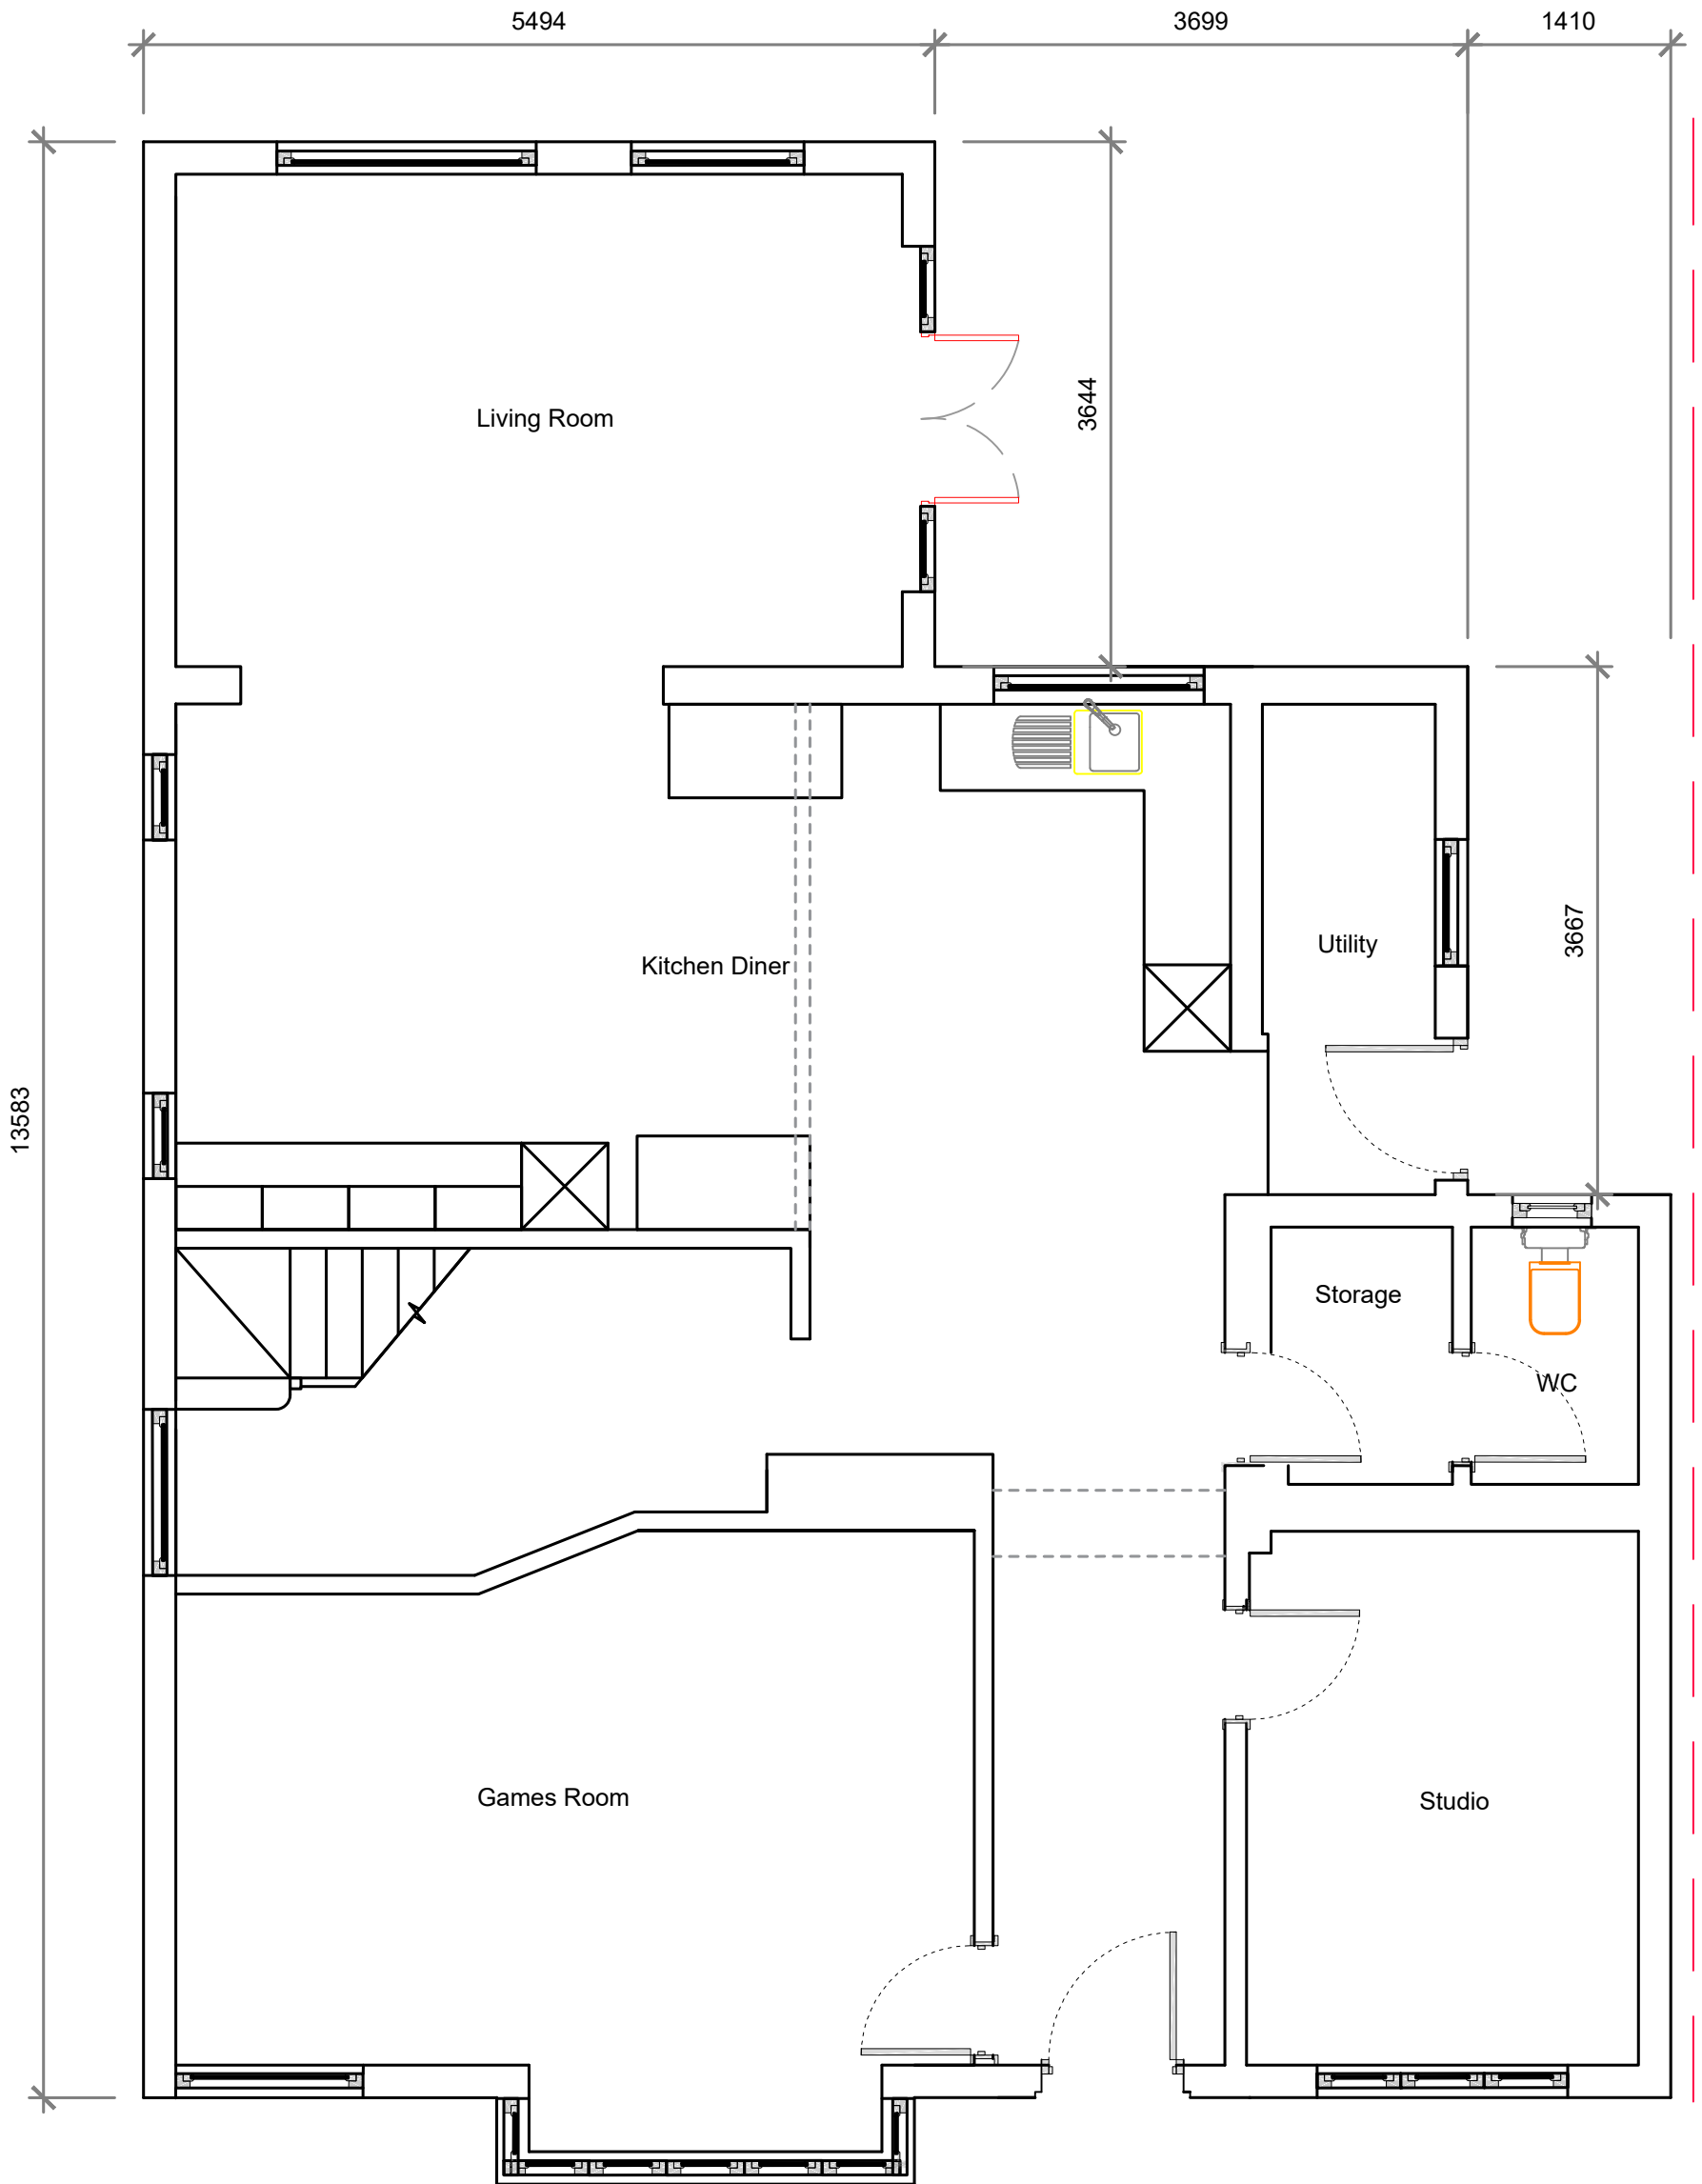 5494
3699
1410
Living Room
3644
Kitchen Diner
Utility
3667
13583
Storage
WC
Games Room
Studio